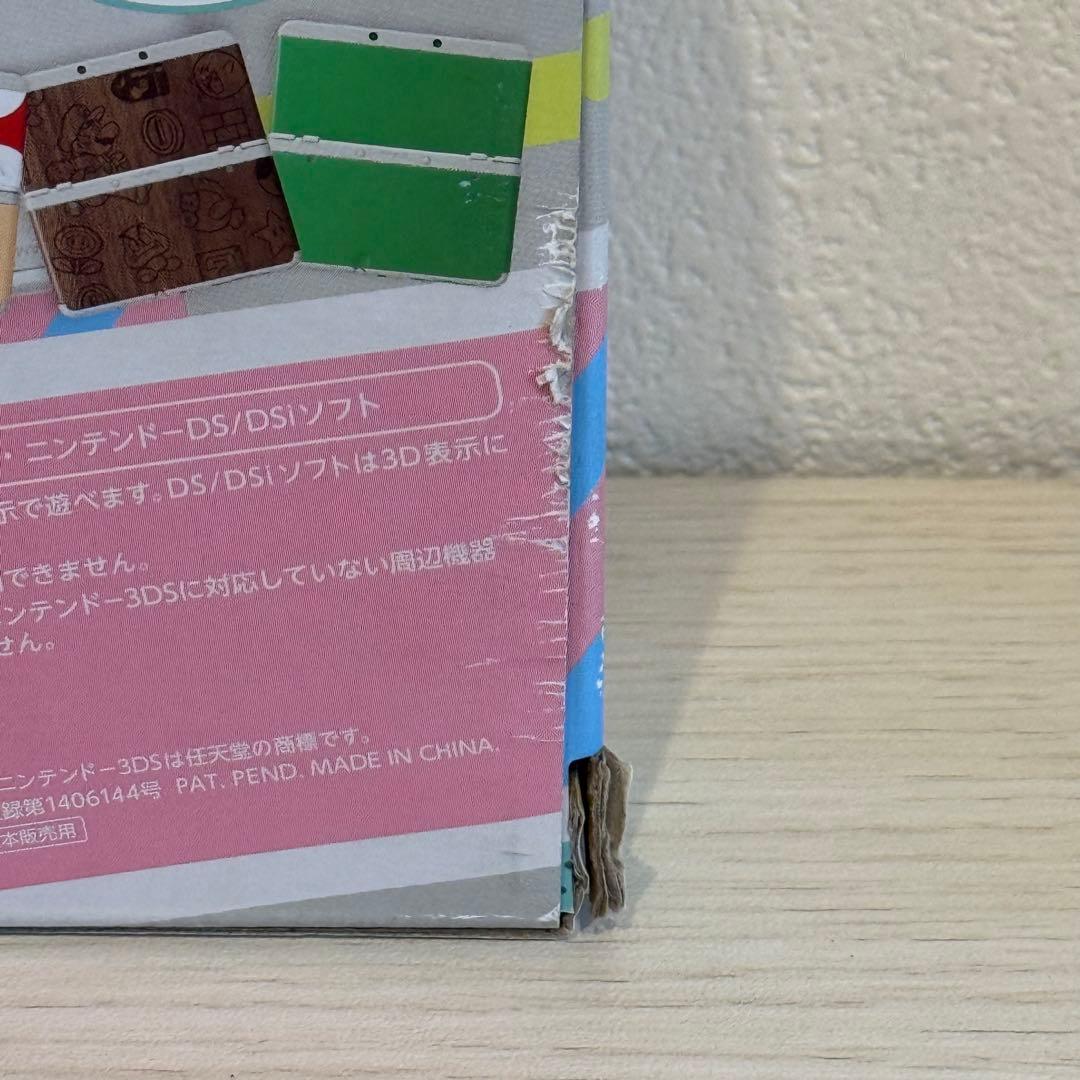 ・ニンテンドーDS/DSiソフト
示で遊べます。DS/DSiソフトは3D表示に
できません。
ニンテンドー3DSに対応していない周辺機器
せん。
ニンテンドー3DSは任天堂の商標です。
録第1406144号 PAT. PEND. MADE IN CHINA.
本販売用